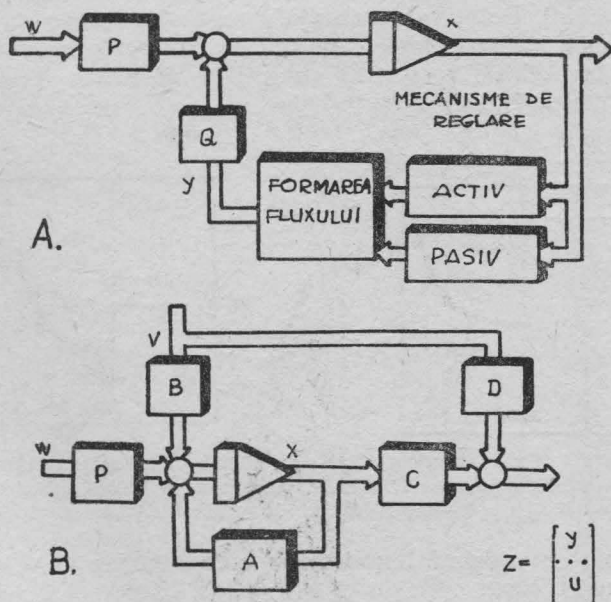 W
P
x
Q
MECANISME DE
REGLARE
y
FORMAREA
FLUXULUI
ACTIV
PASIV
A.
V
B
D
W
P
X
C
A
B.
Z= [y
...
u]